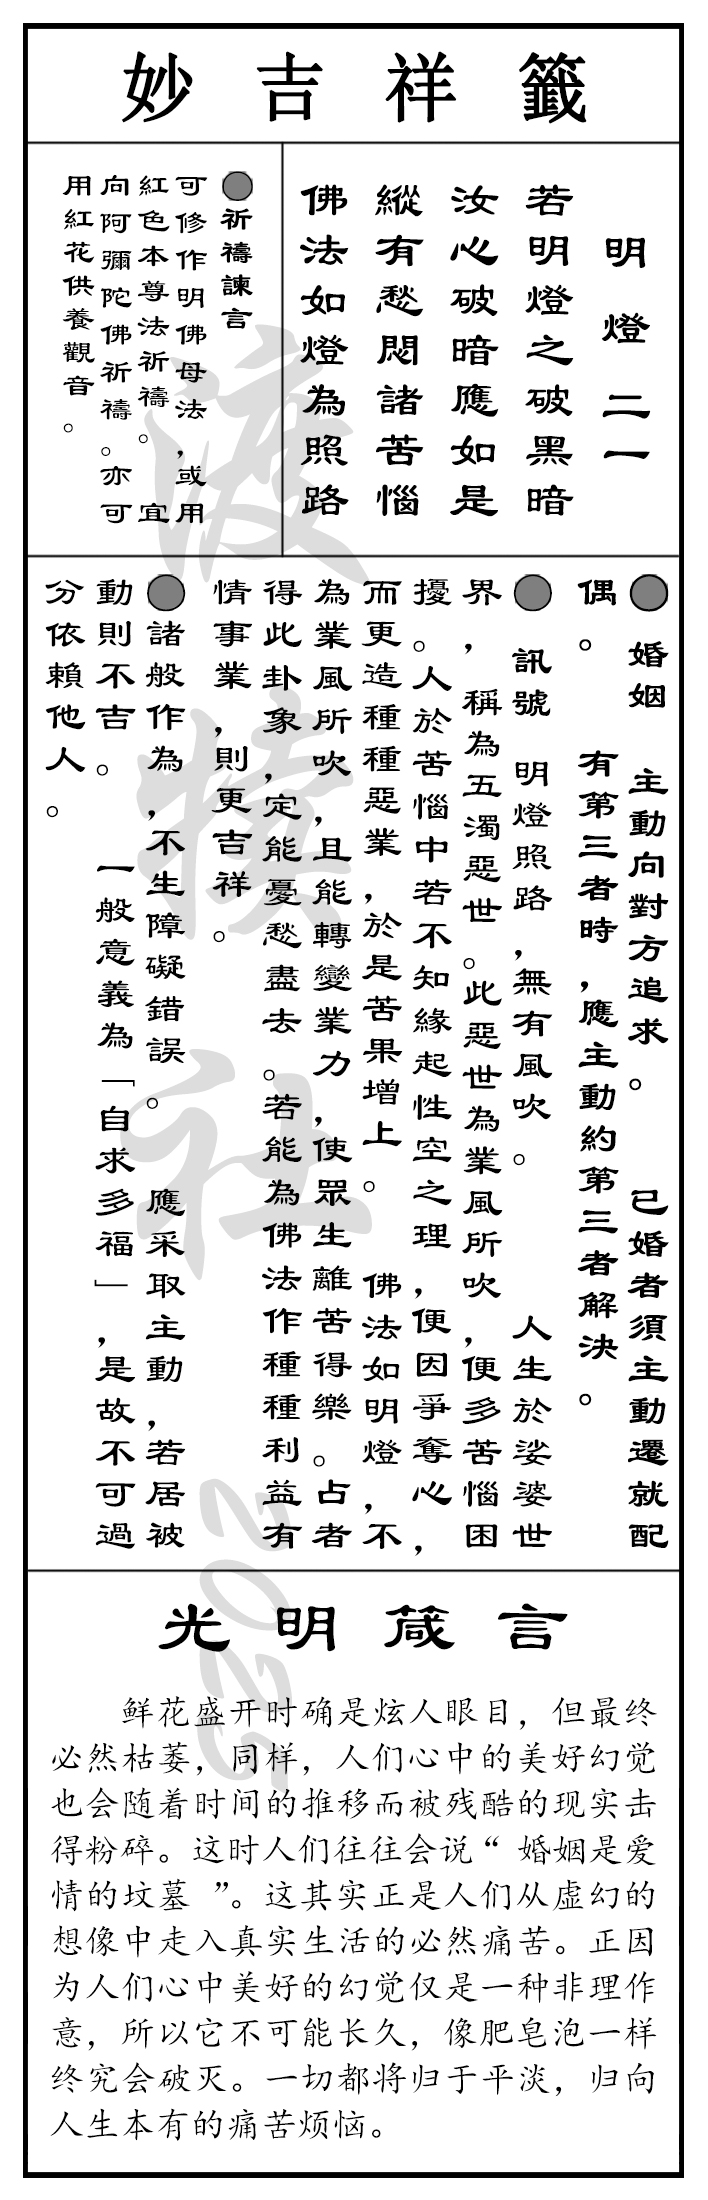 妙吉祥籤
明燈 二一
若明燈之破黑暗
汝心破暗應如是
縱有愁悶諸苦惱
佛法如燈為照路
●祈禱諫言
可修作明佛母法，或用
紅色本尊法祈禱。宜
向阿彌陀佛祈禱。亦可
用紅花供養觀音。
●婚姻 主動向對方追求。 已婚者須主動遷就配
偶。 有第三者時，應主動約第三者解決。
●訊號 明燈照路，無有風吹。 人生於娑婆世
界，稱為五濁惡世。此惡世為業風所吹，便多苦惱困
擾。人於苦惱中若不知緣起性空之理，便因爭奪心，
而更造種種惡業，於是苦果增上。 佛法如明燈，不
為業風所吹，且能轉變業力，使眾生離苦得樂。占者
得此卦象，定能憂愁盡去。若能為佛法作種種利益有
情事業，則更吉祥。
●諸般作為，不生障礙錯誤。 應采取主動，若居被
動則不吉。 一般意義為「自求多福」，是故不可過
分依賴他人。
光明箴言
鲜花盛开时确是炫人眼目，但最终
必然枯萎，同样，人们心中的美好幻觉
也会随着时间的推移而被残酷的现实击
得粉碎。这时人们往往会说“ 婚姻是爱
情的坟墓 ”。这其实正是人们从虚幻的
想像中走入真实生活的必然痛苦。正因
为人们心中美好的幻觉仅是一种非理作
意，所以它不可能长久，像肥皂泡一样
终究会破灭。一切都将归于平淡，归向
人生本有的痛苦烦恼。
渡犊社 2025